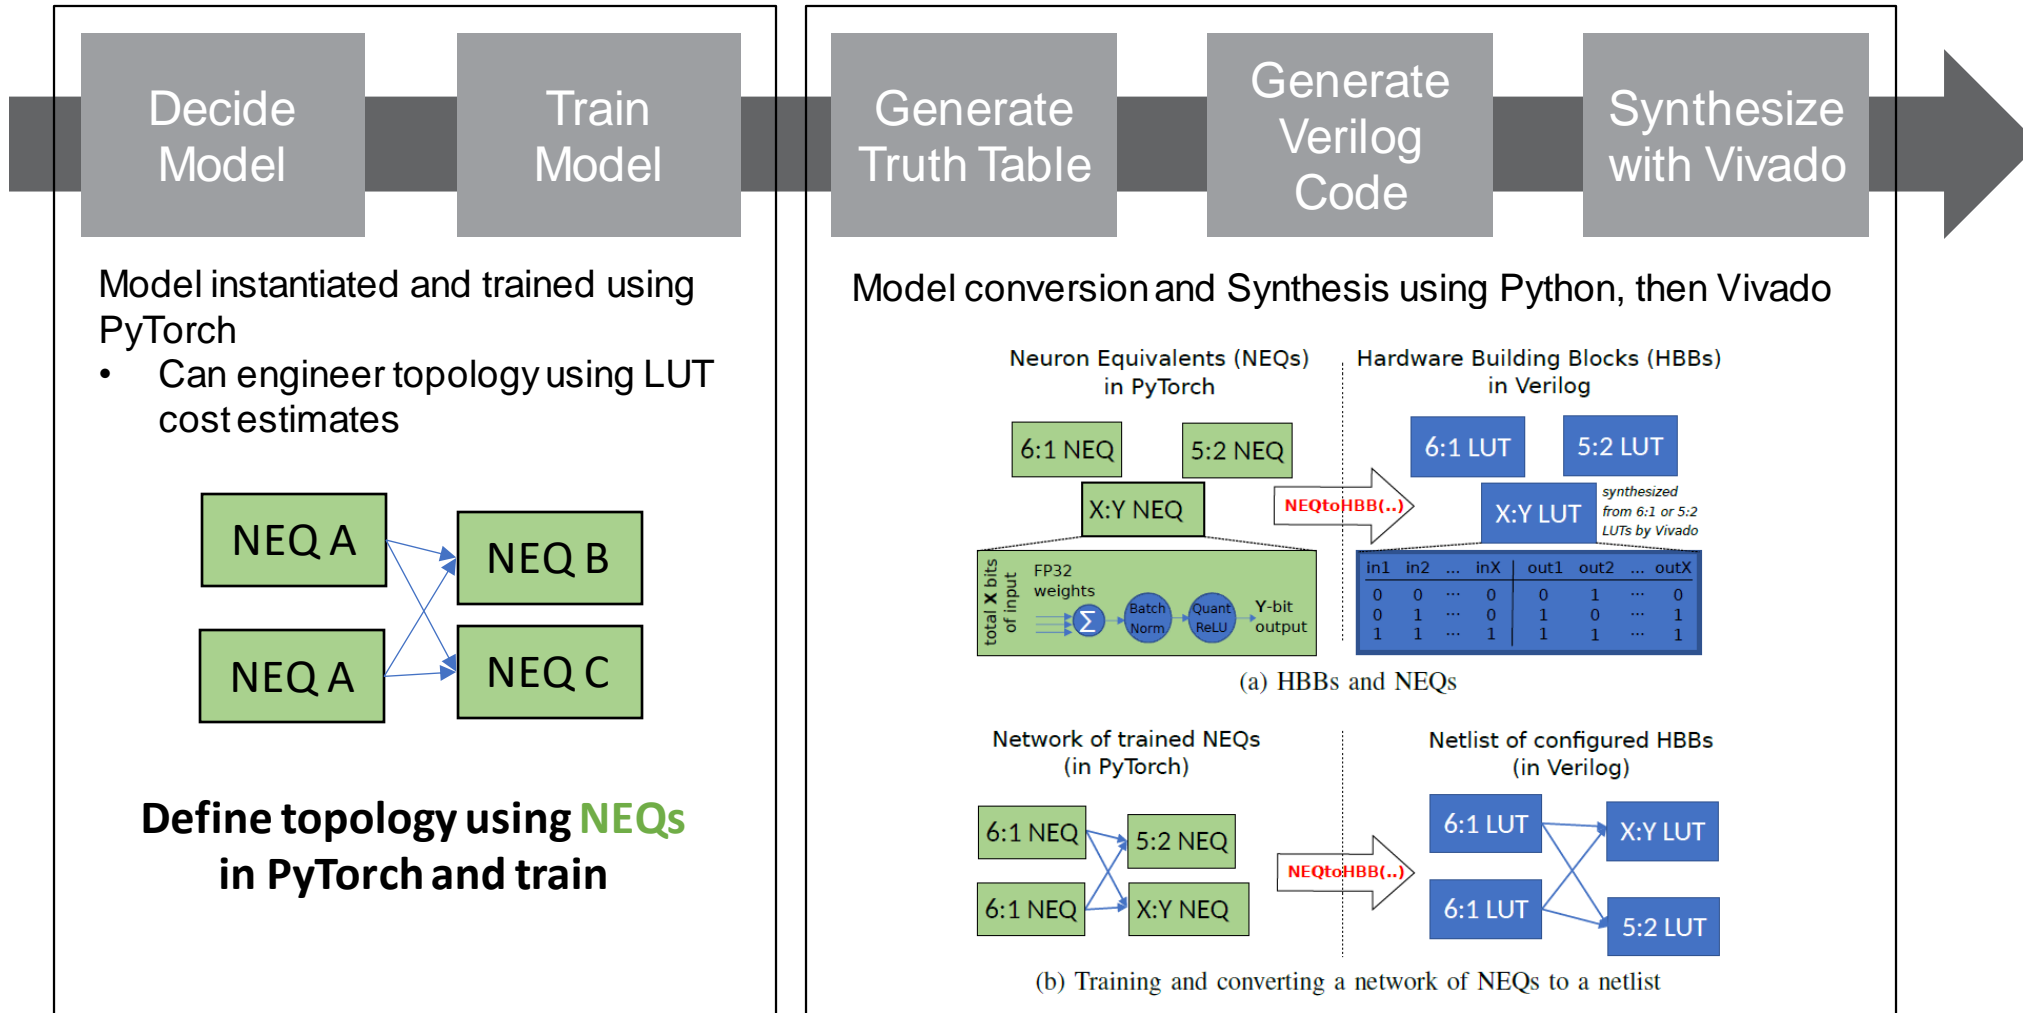 Decide
Model
Train
Model
Generate
Truth Table
Generate
Verilog
Code
Synthesize
with Vivado
Model instantiated and trained using
PyTorch
• Can engineer topology using LUT
cost estimates
NEQ A
NEQ B
NEQ A
NEQ C
Define topology using NEQs
in PyTorch and train
Model conversion and Synthesis using Python, then Vivado
Neuron Equivalents (NEQs)
in PyTorch
Hardware Building Blocks (HBBs)
in Verilog
6:1 NEQ
5:2 NEQ
X:Y NEQ
NEQtoHBB(..)
6:1 LUT
5:2 LUT
X:Y LUT
synthesized
from 6:1 or 5:2
LUTs by Vivado
total X bits
of input
FP32
weights
Σ
Batch
Norm
Quant
ReLU
Y-bit
output
in1 in2 ... inX out1 out2 ... outX
0 0 ... 0 0 1 ... 0
0 1 ... 0 1 0 ... 1
1 1 ... 1 1 1 ... 1
(a) HBBs and NEQs
Network of trained NEQs
(in PyTorch)
Netlist of configured HBBs
(in Verilog)
6:1 NEQ
5:2 NEQ
6:1 NEQ
X:Y NEQ
NEQtoHBB(..)
6:1 LUT
X:Y LUT
6:1 LUT
5:2 LUT
(b) Training and converting a network of NEQs to a netlist